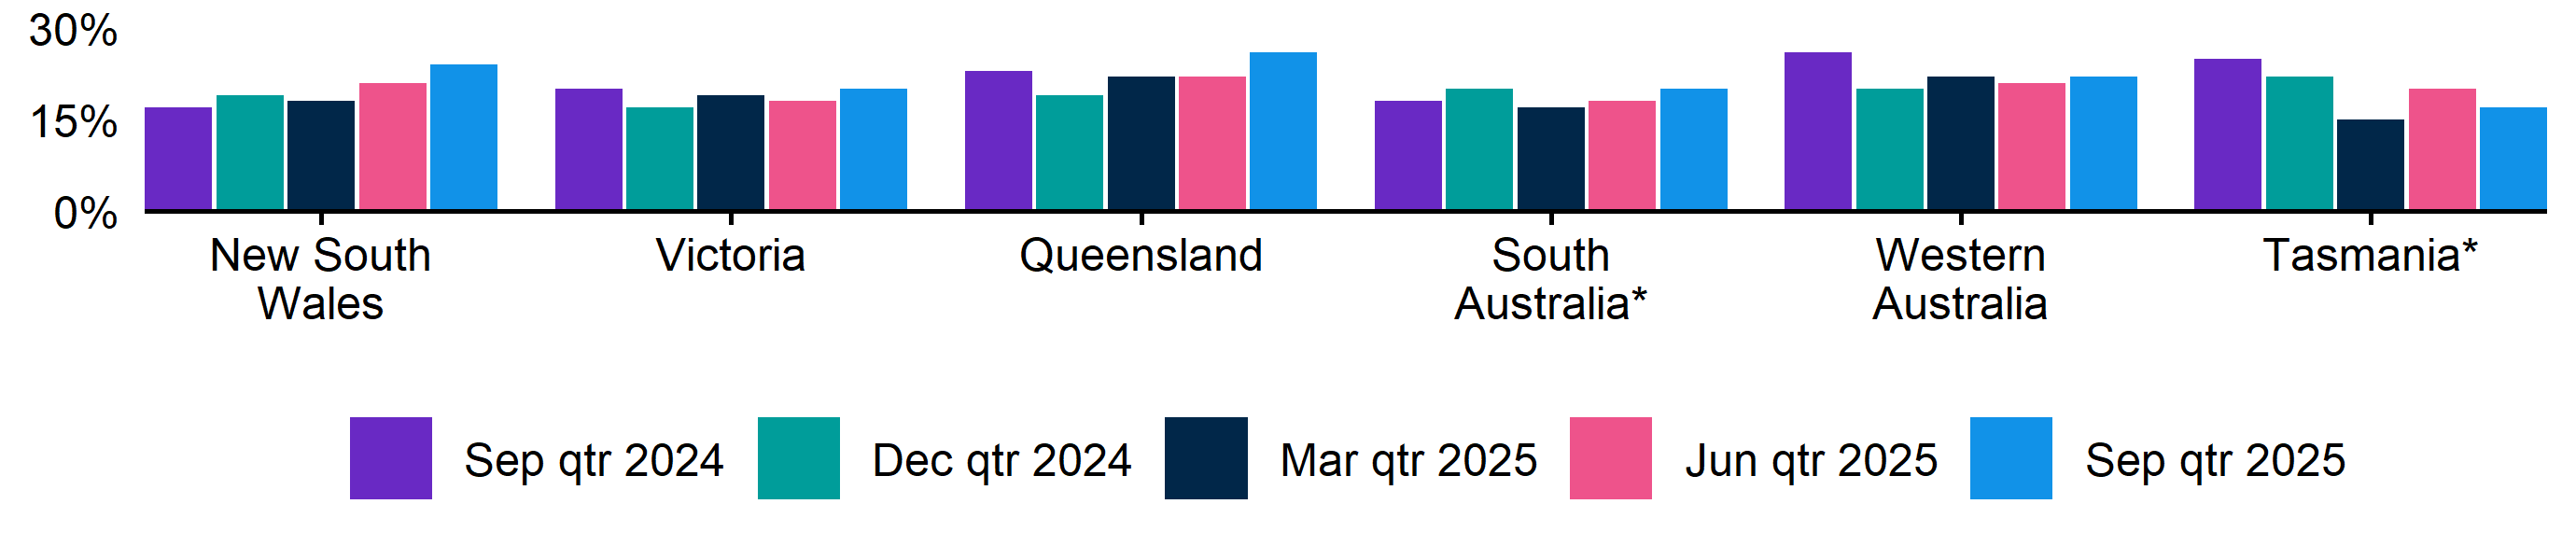 30%
15%
0%
New South
Wales
Victoria
Queensland
South
Australia*
Western
Australia
Tasmania*
Sep qtr 2024
Dec qtr 2024
Mar qtr 2025
Jun qtr 2025
Sep qtr 2025